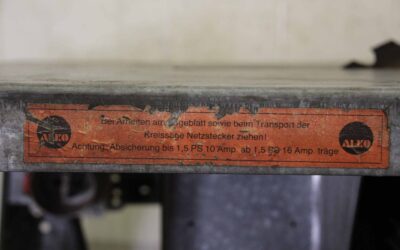 Bei Arbeiten am Sägeblatt sowie beim Transport der
ALKO Kreissäge Netzstecker ziehen! ALKO
Achtung: Absicherung bis 1,5 PS 10 Amp. ab 1,5 PS 16 Amp. träge